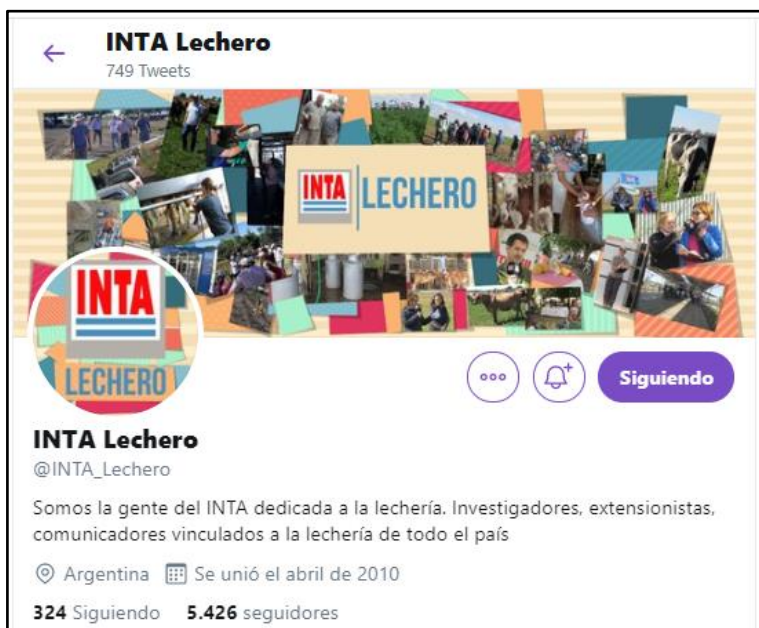 INTA Lechero
749 Tweets
INTA LECHERO
INTA
LECHERO
Siguiendo
INTA Lechero
@INTA_Lechero
Somos la gente del INTA dedicada a la lechería. Investigadores, extensionistas,
comunicadores vinculados a la lechería de todo el país
Argentina Se unió el abril de 2010
324 Siguiendo 5.426 seguidores